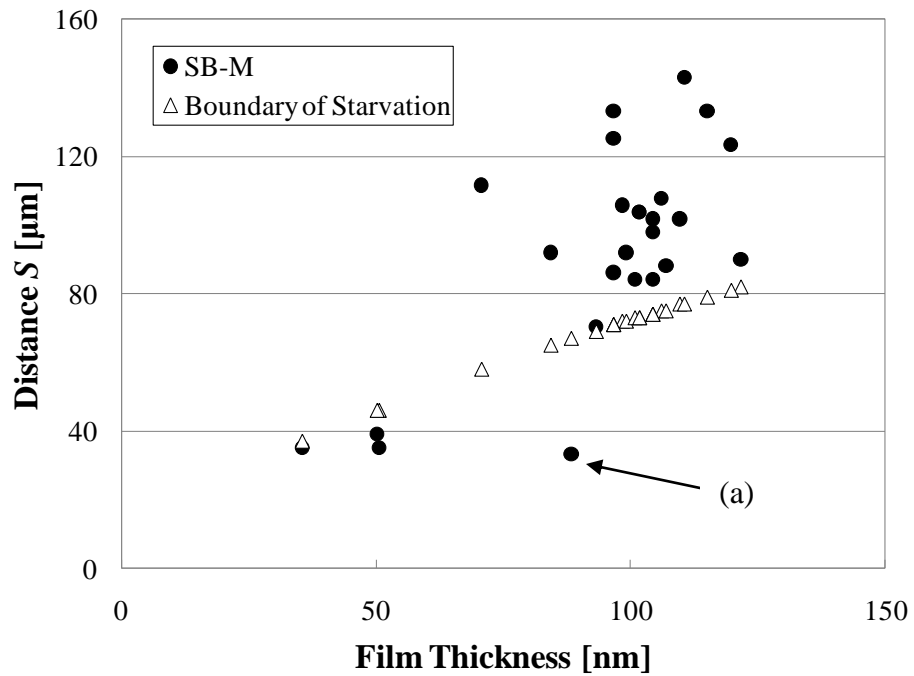 160
SB-M
Boundary of Starvation
120
80
40
0
Distance S [μm]
(a)
0 50 100 150
Film Thickness [nm]